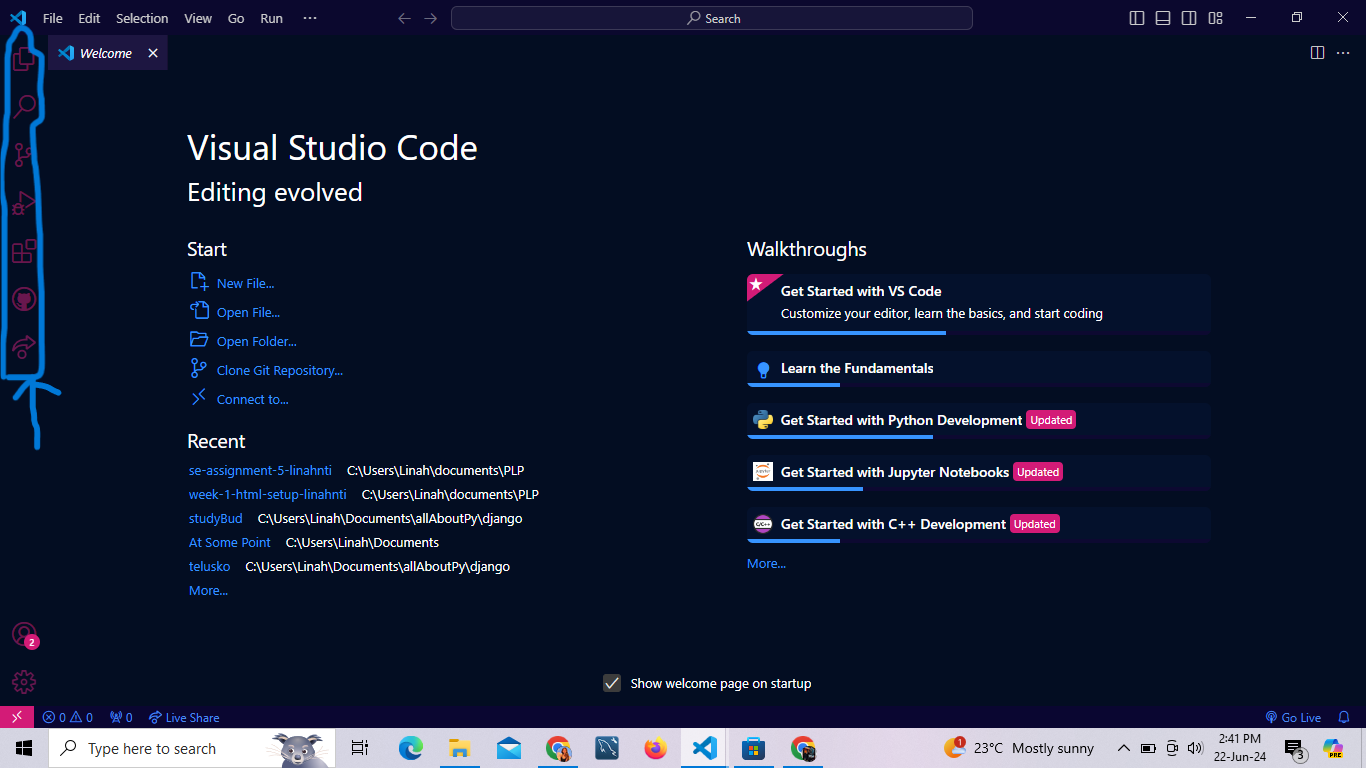 File Edit Selection View Go Run ··· Search
Welcome
Visual Studio Code
Editing evolved
Start
New File...
Open File...
Open Folder...
Clone Git Repository...
Connect to...
Recent
se-assignment-5-linahnti C:\Users\Linah\documents\PLP
week-1-html-setup-linahnti C:\Users\Linah\documents\PLP
studyBud C:\Users\Linah\Documents\allAboutPy\django
At Some Point C:\Users\Linah\Documents
telusko C:\Users\Linah\Documents\allAboutPy\django
More...
Walkthroughs
Get Started with VS Code
Customize your editor, learn the basics, and start coding
Learn the Fundamentals
Get Started with Python Development Updated
Get Started with Jupyter Notebooks Updated
Get Started with C++ Development Updated
More...
2
Show welcome page on startup
0 0 0 Live Share Go Live
Type here to search
1 23°C Mostly sunny
2:41 PM
22-Jun-24
3
PRE